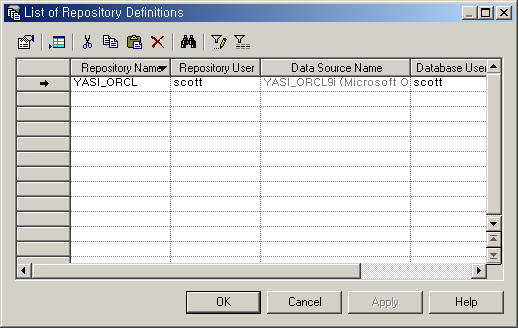 List of Repository Definitions
Repository Name Repository User Data Source Name Database User
YASI_ORCL scott YASI_ORCL9i (Microsoft O scott
OK Cancel Apply Help